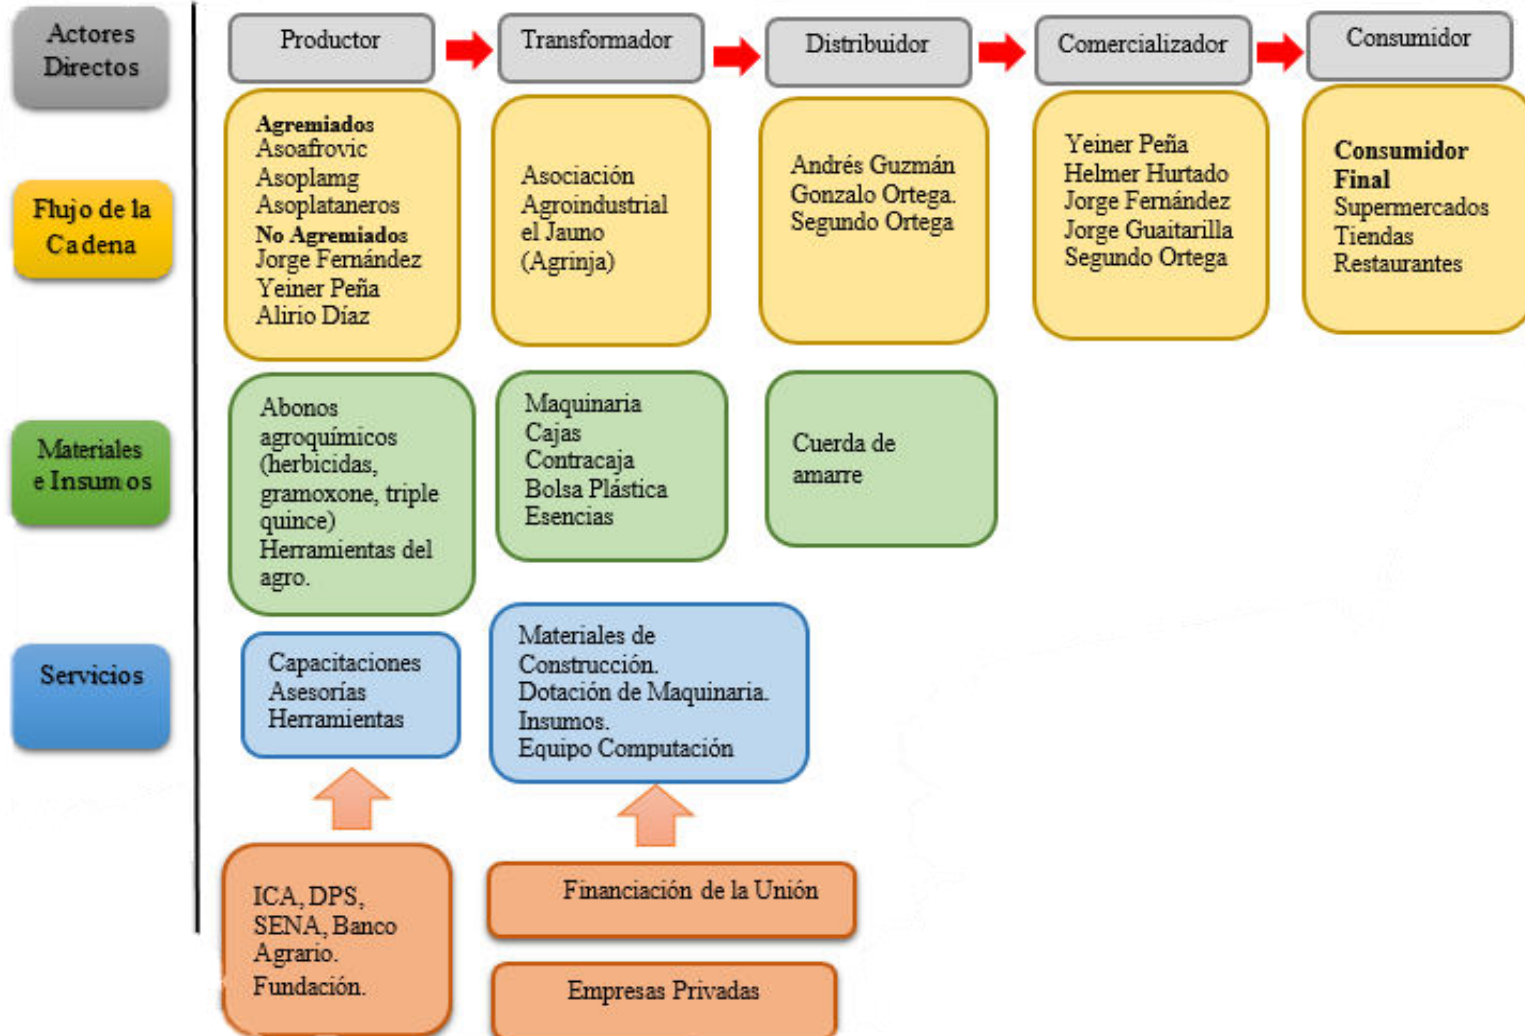 Actores
Directos
Productor
Transformador
Distribuidor
Comercializador
Consumidor
Flujo de la
Cadena
Agremiados
Asoafrovic
Asoplamg
Asoplataneros
No Agremiados
Jorge Fernández
Yeiner Peña
Alirio Díaz
Asociación
Agroindustrial
el Jauno
(Agrinja)
Andrés Guzmán
Gonzalo Ortega.
Segundo Ortega
Yeiner Peña
Helmer Hurtado
Jorge Fernández
Jorge Guaitarilla
Segundo Ortega
Consumidor
Final
Supermercados
Tiendas
Restaurantes
Materiales
e Insumos
Abonos
agroquímicos
(herbicidas,
gramoxone, triple
quince)
Herramientas del
agro.
Maquinaria
Cajas
Contracaja
Bolsa Plástica
Esencias
Cuerda de
amarre
Servicios
Capacitaciones
Asesorías
Herramientas
Materiales de
Construcción.
Dotación de Maquinaria.
Insumos.
Equipo Computación
ICA, DPS,
SENA, Banco
Agrario.
Fundación.
Financiación de la Unión
Empresas Privadas